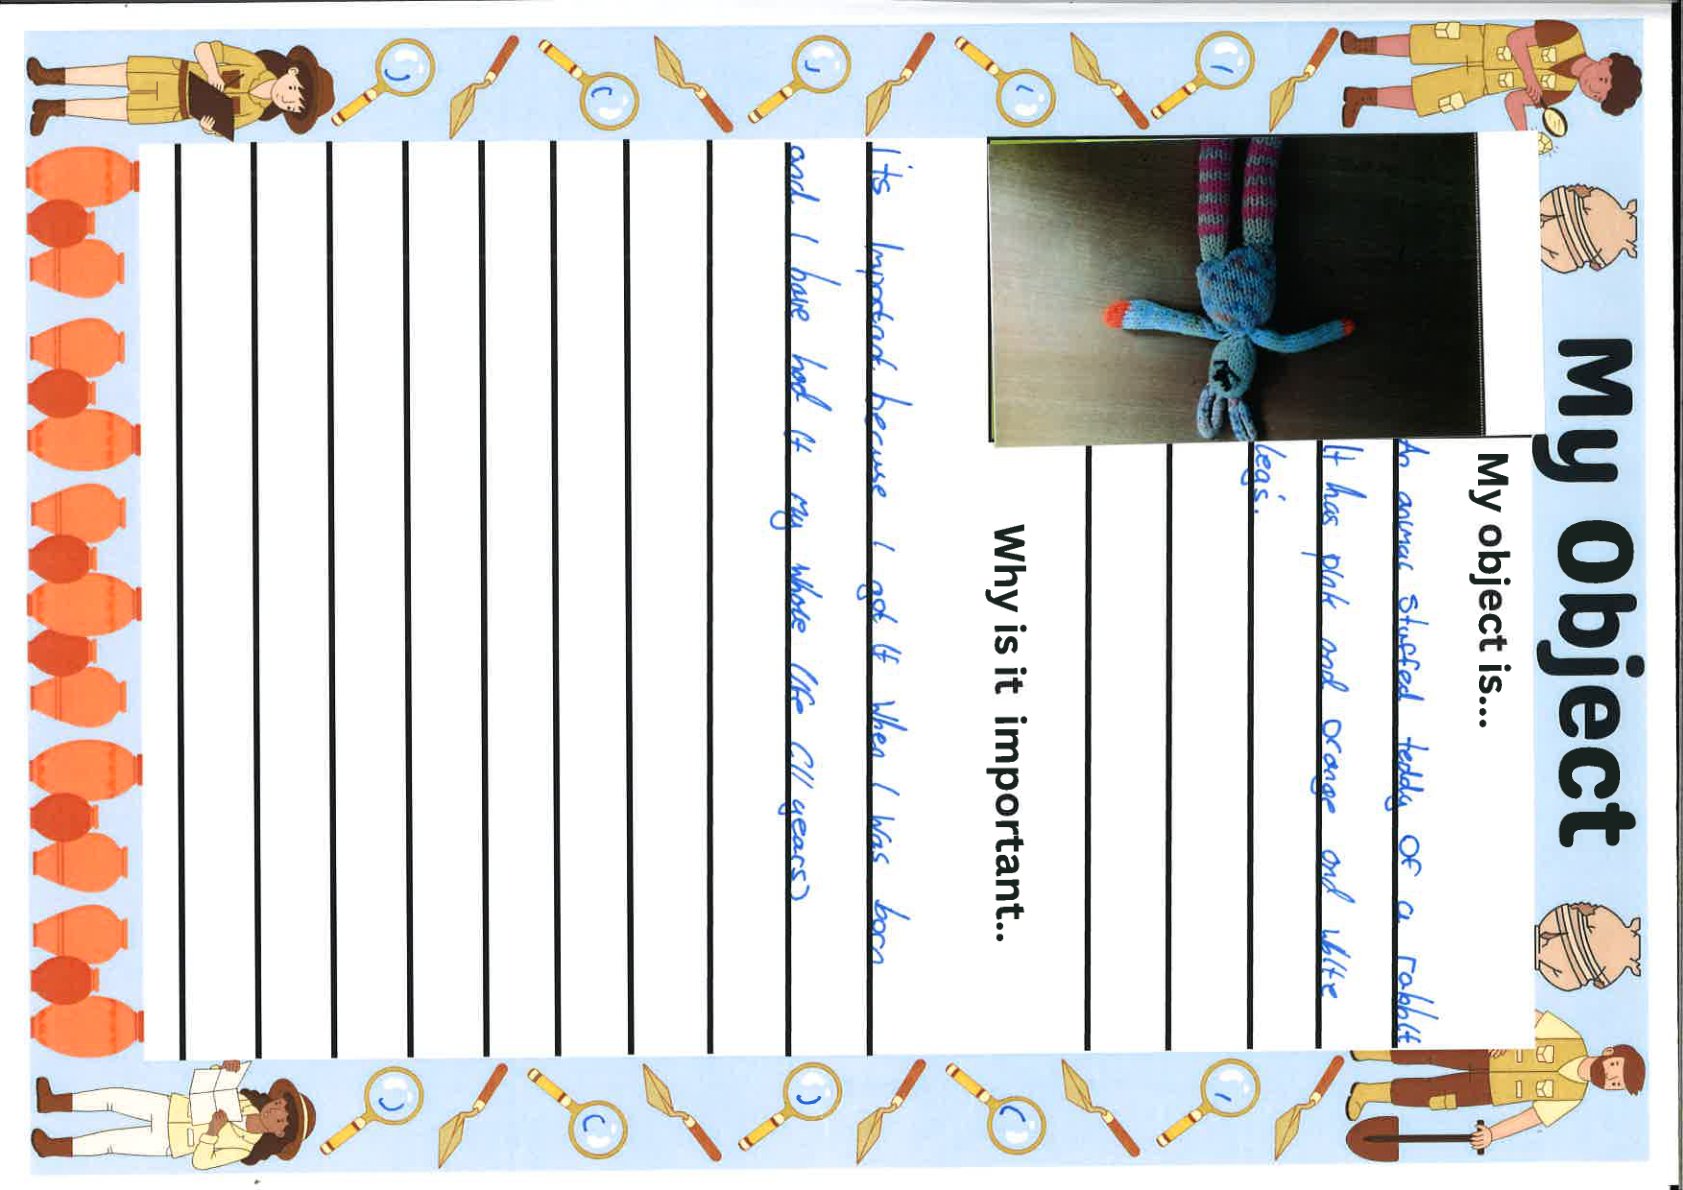 My Object
My object is...
An animal stuffed teddy of a rabbit
It has pink and orange and white
legs.
Why is it important..
Its Important becuse I got it when I was born
and I have had it my whole life (11 years)